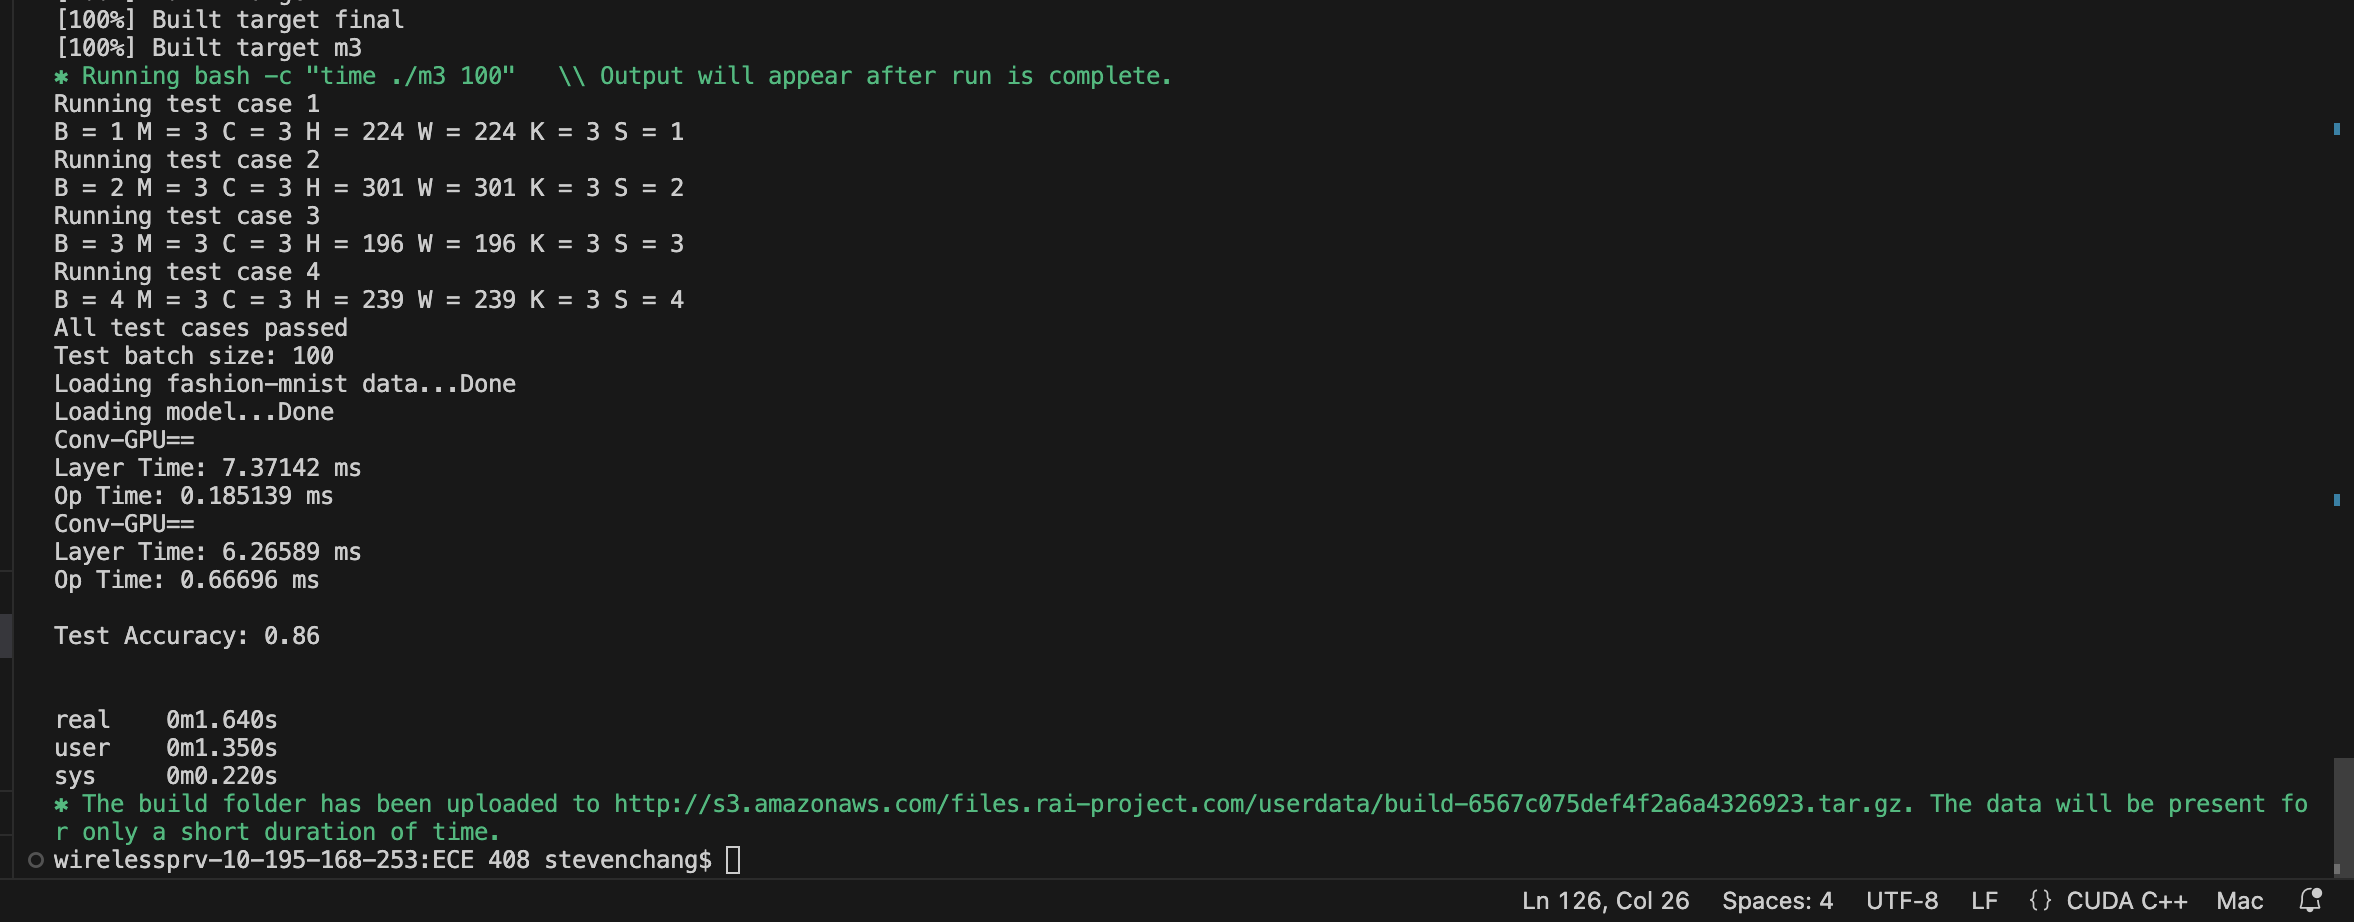 [100%] Built target final
[100%] Built target m3
✱ Running bash -c "time ./m3 100"   \\ Output will appear after run is complete.
Running test case 1
B = 1 M = 3 C = 3 H = 224 W = 224 K = 3 S = 1
Running test case 2
B = 2 M = 3 C = 3 H = 301 W = 301 K = 3 S = 2
Running test case 3
B = 3 M = 3 C = 3 H = 196 W = 196 K = 3 S = 3
Running test case 4
B = 4 M = 3 C = 3 H = 239 W = 239 K = 3 S = 4
All test cases passed
Test batch size: 100
Loading fashion-mnist data...Done
Loading model...Done
Conv-GPU==
Layer Time: 7.37142 ms
Op Time: 0.185139 ms
Conv-GPU==
Layer Time: 6.26589 ms
Op Time: 0.66696 ms
Test Accuracy: 0.86
real    0m1.640s
user    0m1.350s
sys     0m0.220s
✱ The build folder has been uploaded to http://s3.amazonaws.com/files.rai-project.com/userdata/build-6567c075def4f2a6a4326923.tar.gz. The data will be present fo
r only a short duration of time.
wirelessprv-10-195-168-253:ECE 408 stevenchang$
Ln 126, Col 26 Spaces: 4 UTF-8 LF {} CUDA C++ Mac